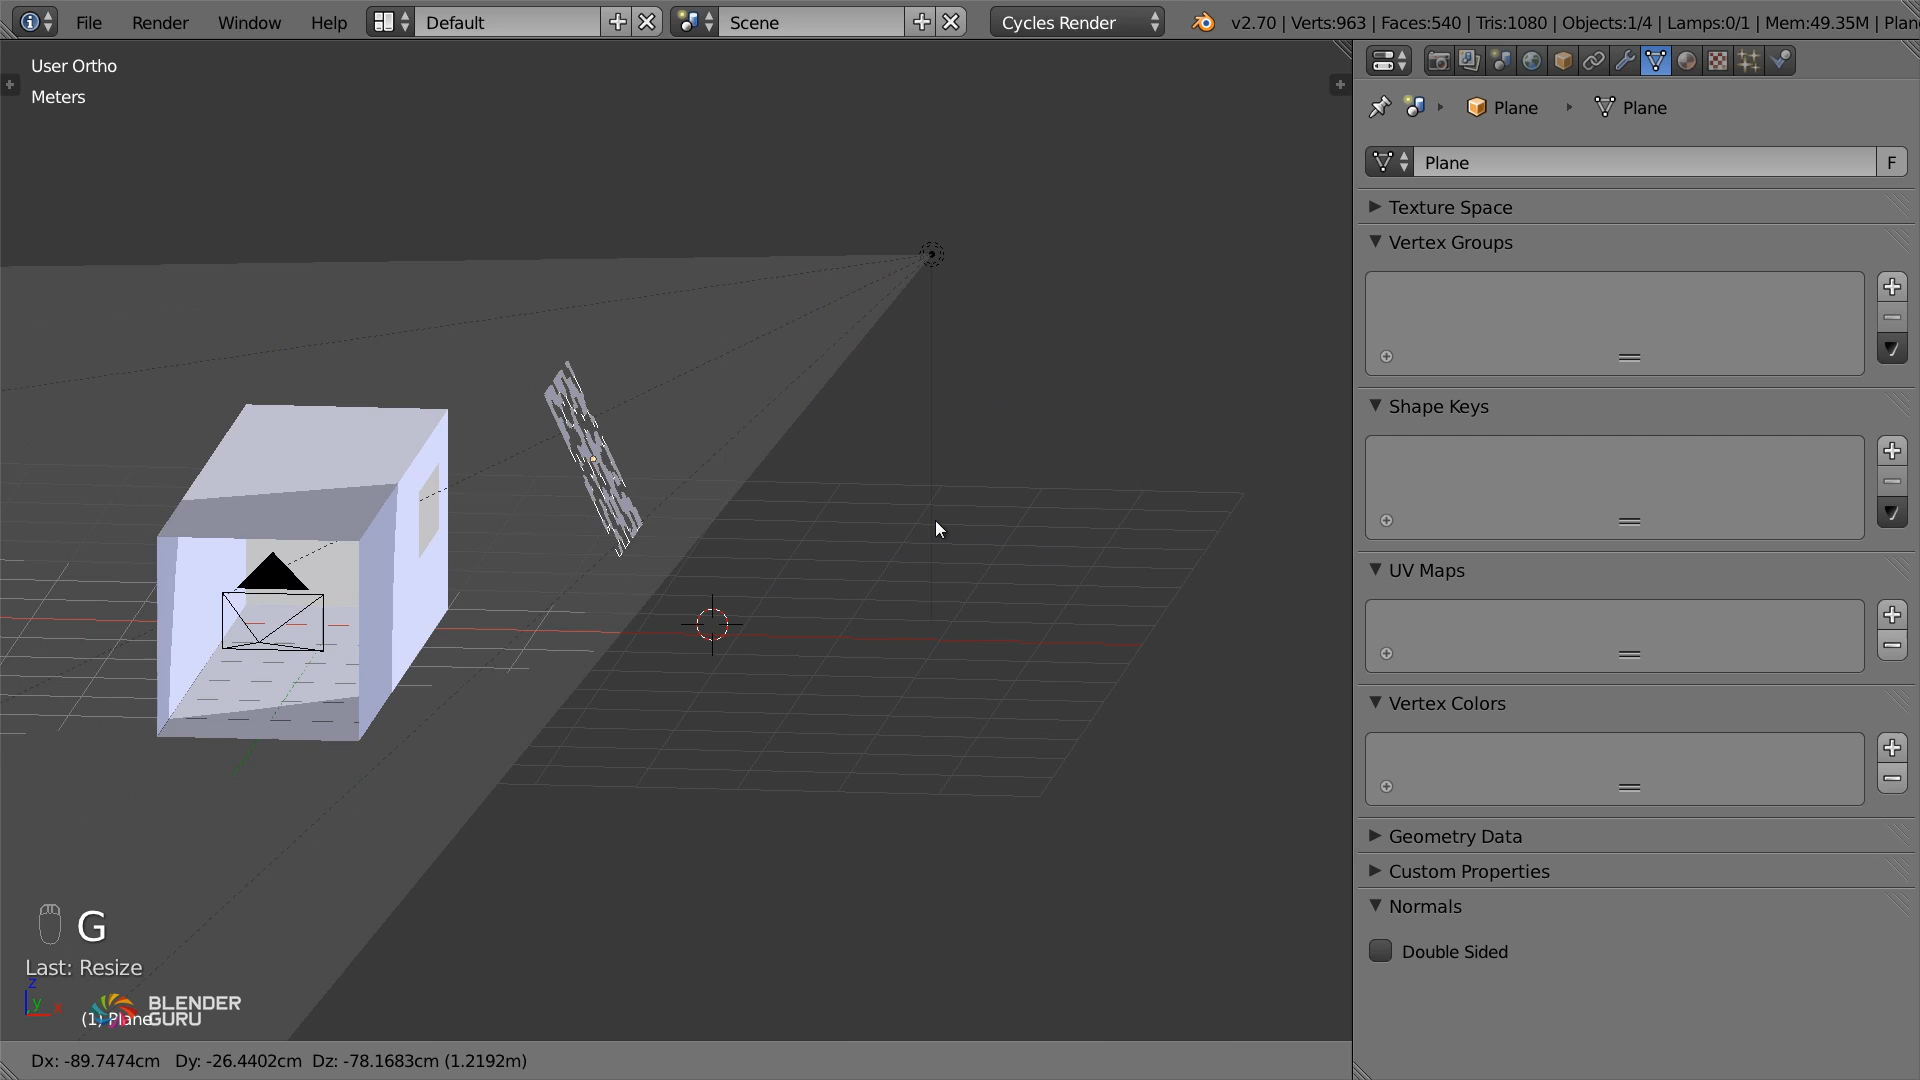 File Render Window Help Default Scene Cycles Render v2.70 | Verts:963 | Faces:540 | Tris:1080 | Objects:1/4 | Lamps:0/1 | Mem:49.35M | Plan
User Ortho
Meters
Plane Plane
Plane F
Texture Space
Vertex Groups
Shape Keys
UV Maps
Vertex Colors
Geometry Data
Custom Properties
Normals
Double Sided
G
Last: Resize
z
y x
BLENDER
GURU
(1) Plane
Dx: -89.7474cm Dy: -26.4402cm Dz: -78.1683cm (1.2192m)